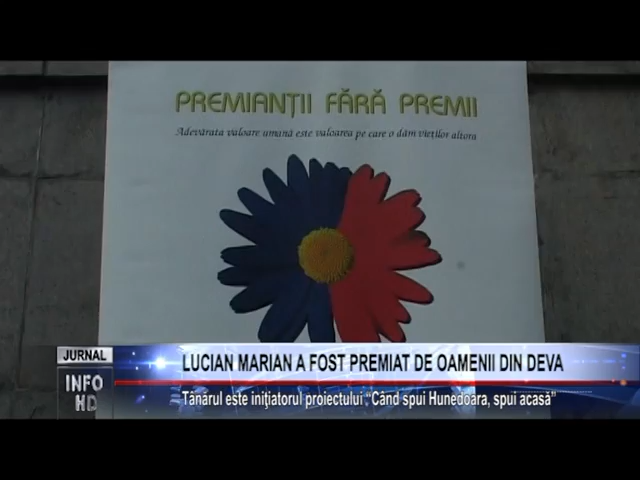 PREMIANȚII FĂRĂ PREMII
Adevărata valoare umană este valoarea pe care o dăm vieților altora
JURNAL
LUCIAN MARIAN A FOST PREMIAT DE OAMENII DIN DEVA
INFO
HD
Tânărul este iniţiatorul proiectului “Când spui Hunedoara, spui acasă”